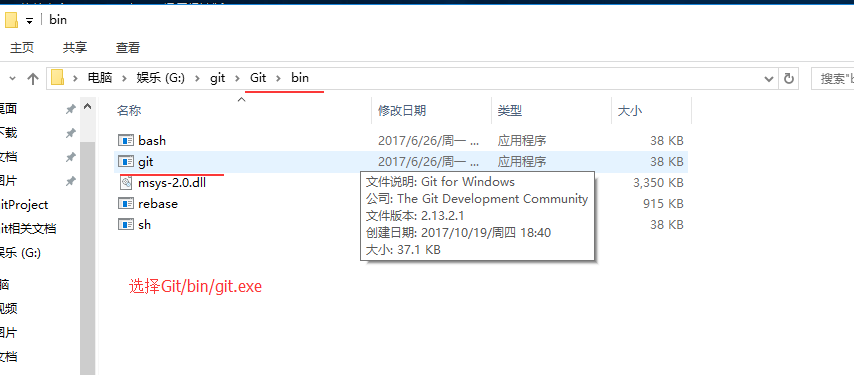 bin
主页 共享 查看
电脑 娱乐 (G:) git Git bin 搜索"b
名称 修改日期 类型 大小
bash 2017/6/26/周一 ... 应用程序 38 KB
git 2017/6/26/周一 ... 应用程序 38 KB
msys-2.0.dll 3,350 KB
rebase 915 KB
sh 38 KB
文件说明: Git for Windows
公司: The Git Development Community
文件版本: 2.13.2.1
创建日期: 2017/10/19/周四 18:40
大小: 37.1 KB
桌面
下载
文档
图片
itProject
it相关文档
娱乐 (G:)
脑
视频
图片
文档
选择Git/bin/git.exe